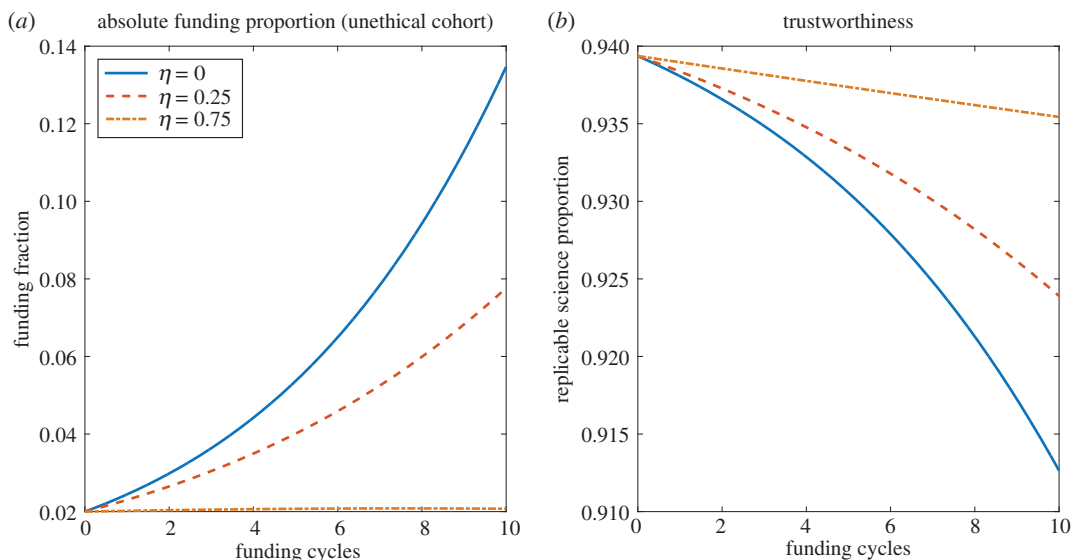 (a) absolute funding proportion (unethical cohort)
0.14
0.12
0.10
0.08
0.06
0.04
0.02
funding fraction
η = 0
η = 0.25
η = 0.75
0 2 4 6 8 10
funding cycles
(b) trustworthiness
0.940
0.935
0.930
0.925
0.920
0.915
0.910
replicable science proportion
0 2 4 6 8 10
funding cycles